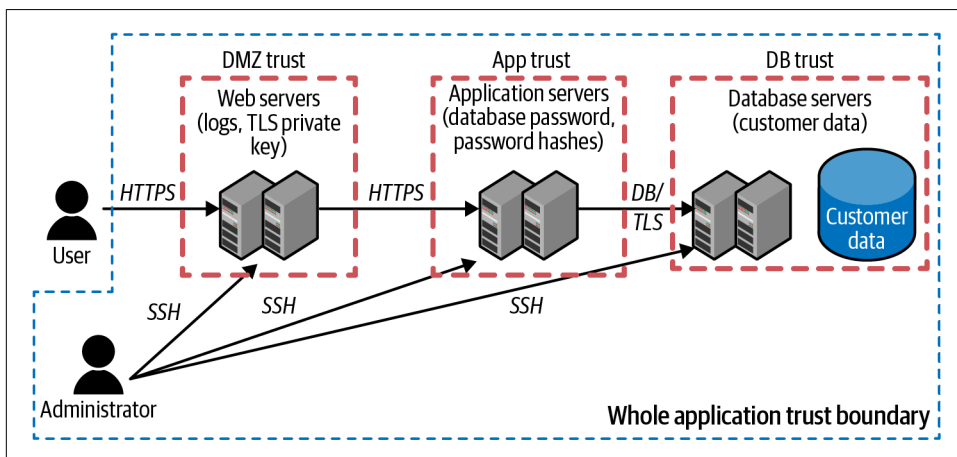 DMZ trust
Web servers
(logs, TLS private
key)
App trust
Application servers
(database password,
password hashes)
DB trust
Database servers
(customer data)
HTTPS
HTTPS
DB/
TLS
Customer
data
User
SSH
SSH
SSH
Administrator
Whole application trust boundary